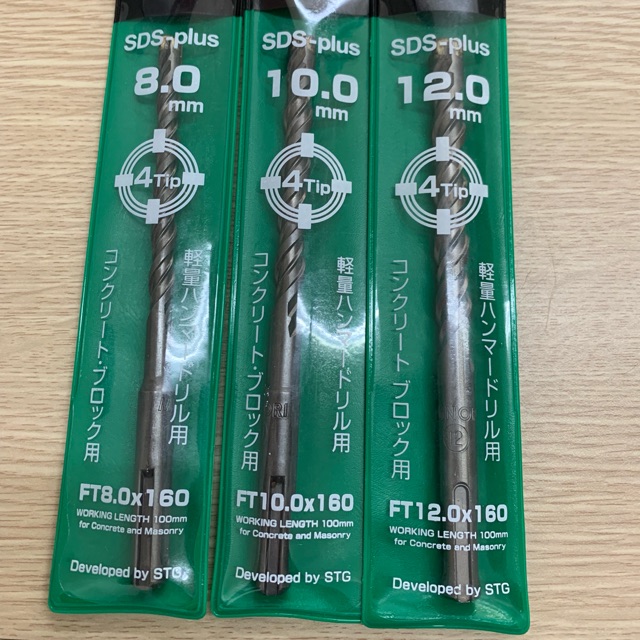 SDS-plus
8.0
mm
4Tip
軽量ハンマードリル用
コンクリート・ブロック用
FT8.0x160
WORKING LENGTH 100mm
for Concrete and Masonry
Developed by STG
SDS-plus
10.0
mm
4Tip
軽量ハンマードリル用
コンクリート・ブロック用
FT10.0x160
WORKING LENGTH 100mm
for Concrete and Masonry
Developed by STG
SDS-plus
12.0
mm
4Tip
軽量ハンマードリル用
コンクリート ブロック用
FT12.0x160
WORKING LENGTH 100mm
for Concrete and Masonry
Developed by STG